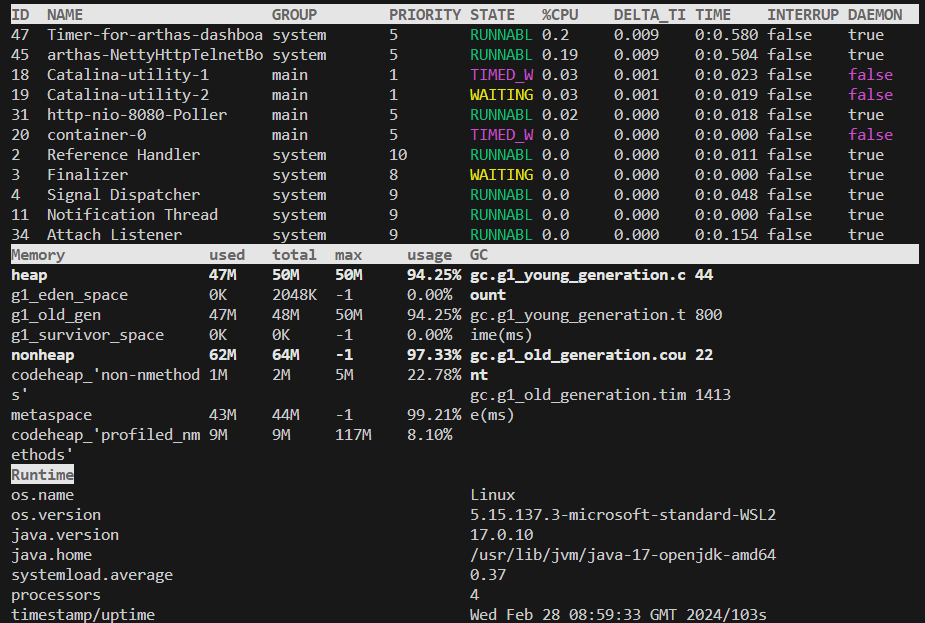 ID NAME GROUP PRIORITY STATE %CPU DELTA_TI TIME INTERRUP DAEMON
47 Timer-for-arthas-dashboa system 5 RUNNABL 0.2 0.009 0:0.580 false true
45 arthas-NettyHttpTelnetBo system 5 RUNNABL 0.19 0.009 0:0.504 false true
18 Catalina-utility-1 main 1 TIMED_W 0.03 0.001 0:0.023 false false
19 Catalina-utility-2 main 1 WAITING 0.03 0.001 0:0.019 false false
31 http-nio-8080-Poller main 5 RUNNABL 0.02 0.000 0:0.018 false true
20 container-0 main 5 TIMED_W 0.0 0.000 0:0.000 false false
2 Reference Handler system 10 RUNNABL 0.0 0.000 0:0.011 false true
3 Finalizer system 8 WAITING 0.0 0.000 0:0.000 false true
4 Signal Dispatcher system 9 RUNNABL 0.0 0.000 0:0.048 false true
11 Notification Thread system 9 RUNNABL 0.0 0.000 0:0.000 false true
34 Attach Listener system 9 RUNNABL 0.0 0.000 0:0.154 false true
Memory used total max usage GC
heap 47M 50M 50M 94.25% gc.g1_young_generation.c 44
g1_eden_space 0K 2048K -1 0.00% ount
g1_old_gen 47M 48M 50M 94.25% gc.g1_young_generation.t 800
g1_survivor_space 0K 0K -1 0.00% ime(ms)
nonheap 62M 64M -1 97.33% gc.g1_old_generation.cou 22
codeheap_'non-nmethod 1M 2M 5M 22.78% nt
s' gc.g1_old_generation.tim 1413
metaspace 43M 44M -1 99.21% e(ms)
codeheap_'profiled_nm 9M 9M 117M 8.10%
ethods'
Runtime
os.name Linux
os.version 5.15.137.3-microsoft-standard-WSL2
java.version 17.0.10
java.home /usr/lib/jvm/java-17-openjdk-amd64
systemload.average 0.37
processors 4
timestamp/uptime Wed Feb 28 08:59:33 GMT 2024/103s